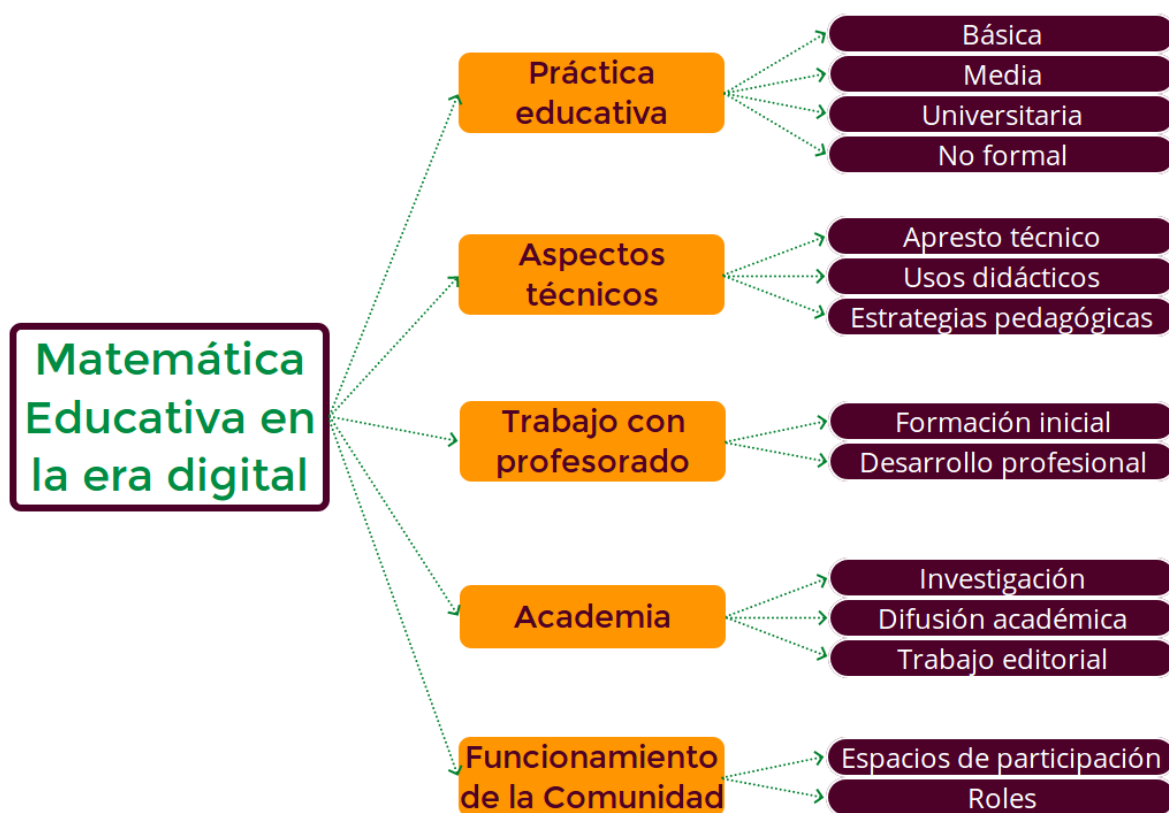 Matemática
Educativa en
la era digital
Práctica
educativa
Básica
Media
Universitaria
No formal
Aspectos
técnicos
Apresto técnico
Usos didácticos
Estrategias pedagógicas
Trabajo con
profesorado
Formación inicial
Desarrollo profesional
Academia
Investigación
Difusión académica
Trabajo editorial
Funcionamiento
de la Comunidad
Espacios de participación
Roles